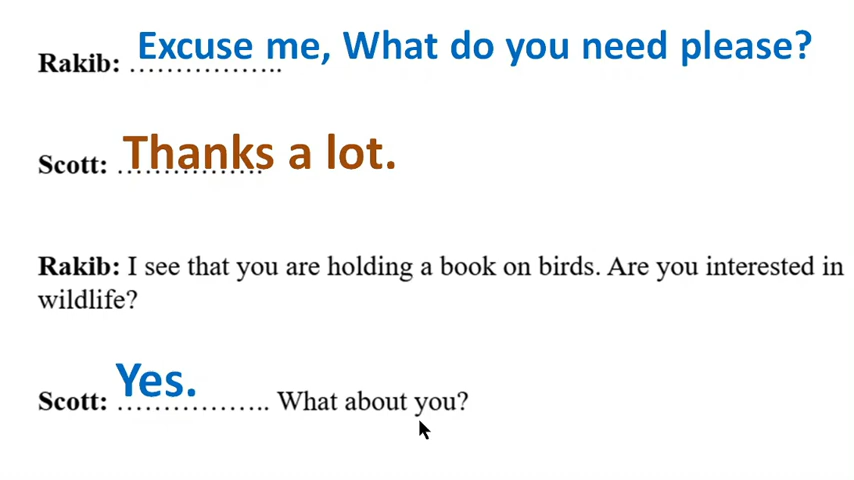 Rakib: ……………….. Excuse me, What do you need please?
Scott: ……………. Thanks a lot.
Rakib: I see that you are holding a book on birds. Are you interested in
wildlife?
Scott: …………….. Yes. What about you?